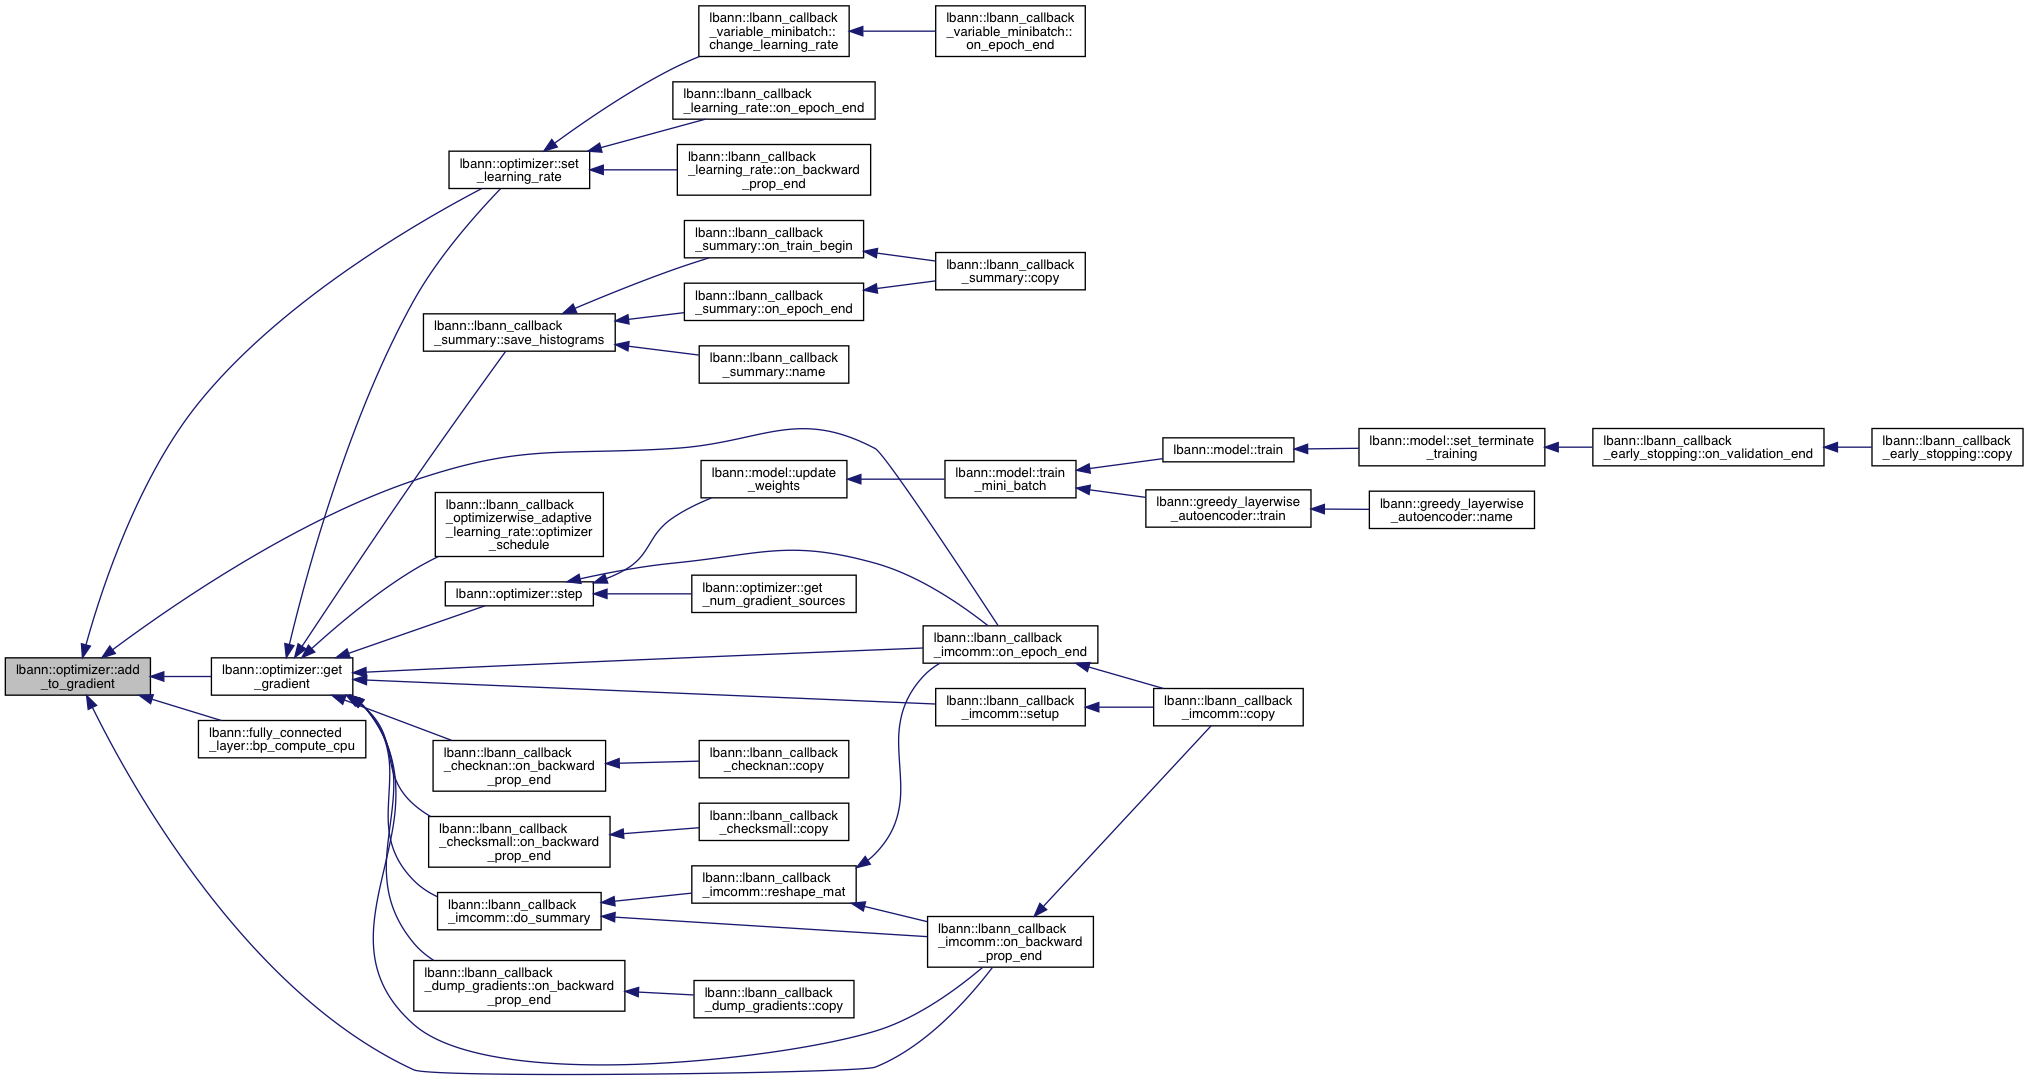 lbann::optimizer::add
_to_gradient
lbann::optimizer::set
_learning_rate
lbann::lbann_callback
_variable_minibatch::
change_learning_rate
lbann::lbann_callback
_variable_minibatch::
on_epoch_end
lbann::lbann_callback
_learning_rate::on_epoch_end
lbann::lbann_callback
_learning_rate::on_backward
_prop_end
lbann::optimizer::get
_gradient
lbann::fully_connected
_layer::bp_compute_cpu
lbann::lbann_callback
_summary::save_histograms
lbann::lbann_callback
_summary::on_train_begin
lbann::lbann_callback
_summary::on_epoch_end
lbann::lbann_callback
_summary::copy
lbann::lbann_callback
_summary::name
lbann::lbann_callback
_optimizerwise_adaptive
_learning_rate::optimizer
_schedule
lbann::optimizer::step
lbann::model::update
_weights
lbann::model::train
_mini_batch
lbann::model::train
lbann::model::set_terminate
_training
lbann::lbann_callback
_early_stopping::on_validation_end
lbann::lbann_callback
_early_stopping::copy
lbann::greedy_layerwise
_autoencoder::train
lbann::greedy_layerwise
_autoencoder::name
lbann::optimizer::get
_num_gradient_sources
lbann::lbann_callback
_imcomm::on_epoch_end
lbann::lbann_callback
_imcomm::setup
lbann::lbann_callback
_imcomm::copy
lbann::lbann_callback
_checknan::on_backward
_prop_end
lbann::lbann_callback
_checknan::copy
lbann::lbann_callback
_checksmall::on_backward
_prop_end
lbann::lbann_callback
_checksmall::copy
lbann::lbann_callback
_imcomm::do_summary
lbann::lbann_callback
_imcomm::reshape_mat
lbann::lbann_callback
_imcomm::on_backward
_prop_end
lbann::lbann_callback
_dump_gradients::on_backward
_prop_end
lbann::lbann_callback
_dump_gradients::copy